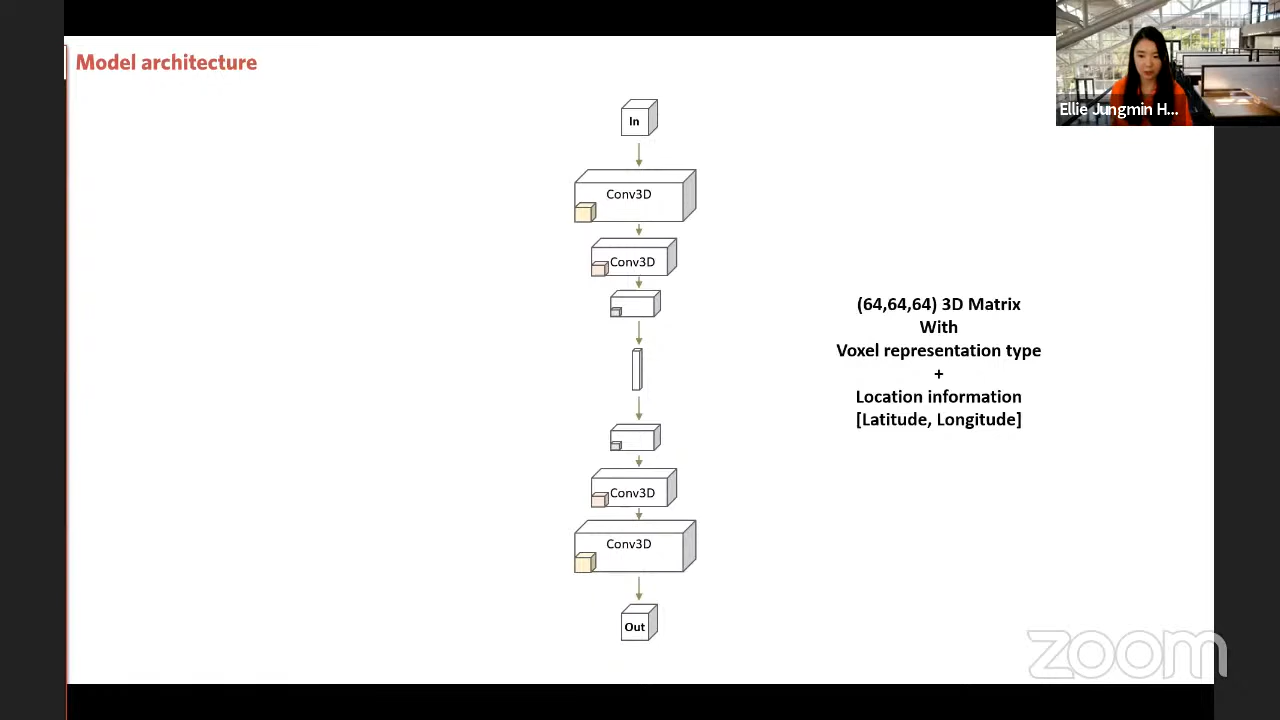 Model architecture
Ellie Jungmin H...
In
Conv3D
Conv3D
(64,64,64) 3D Matrix
With
Voxel representation type
+
Location information
[Latitude, Longitude]
Conv3D
Conv3D
Out
zoom